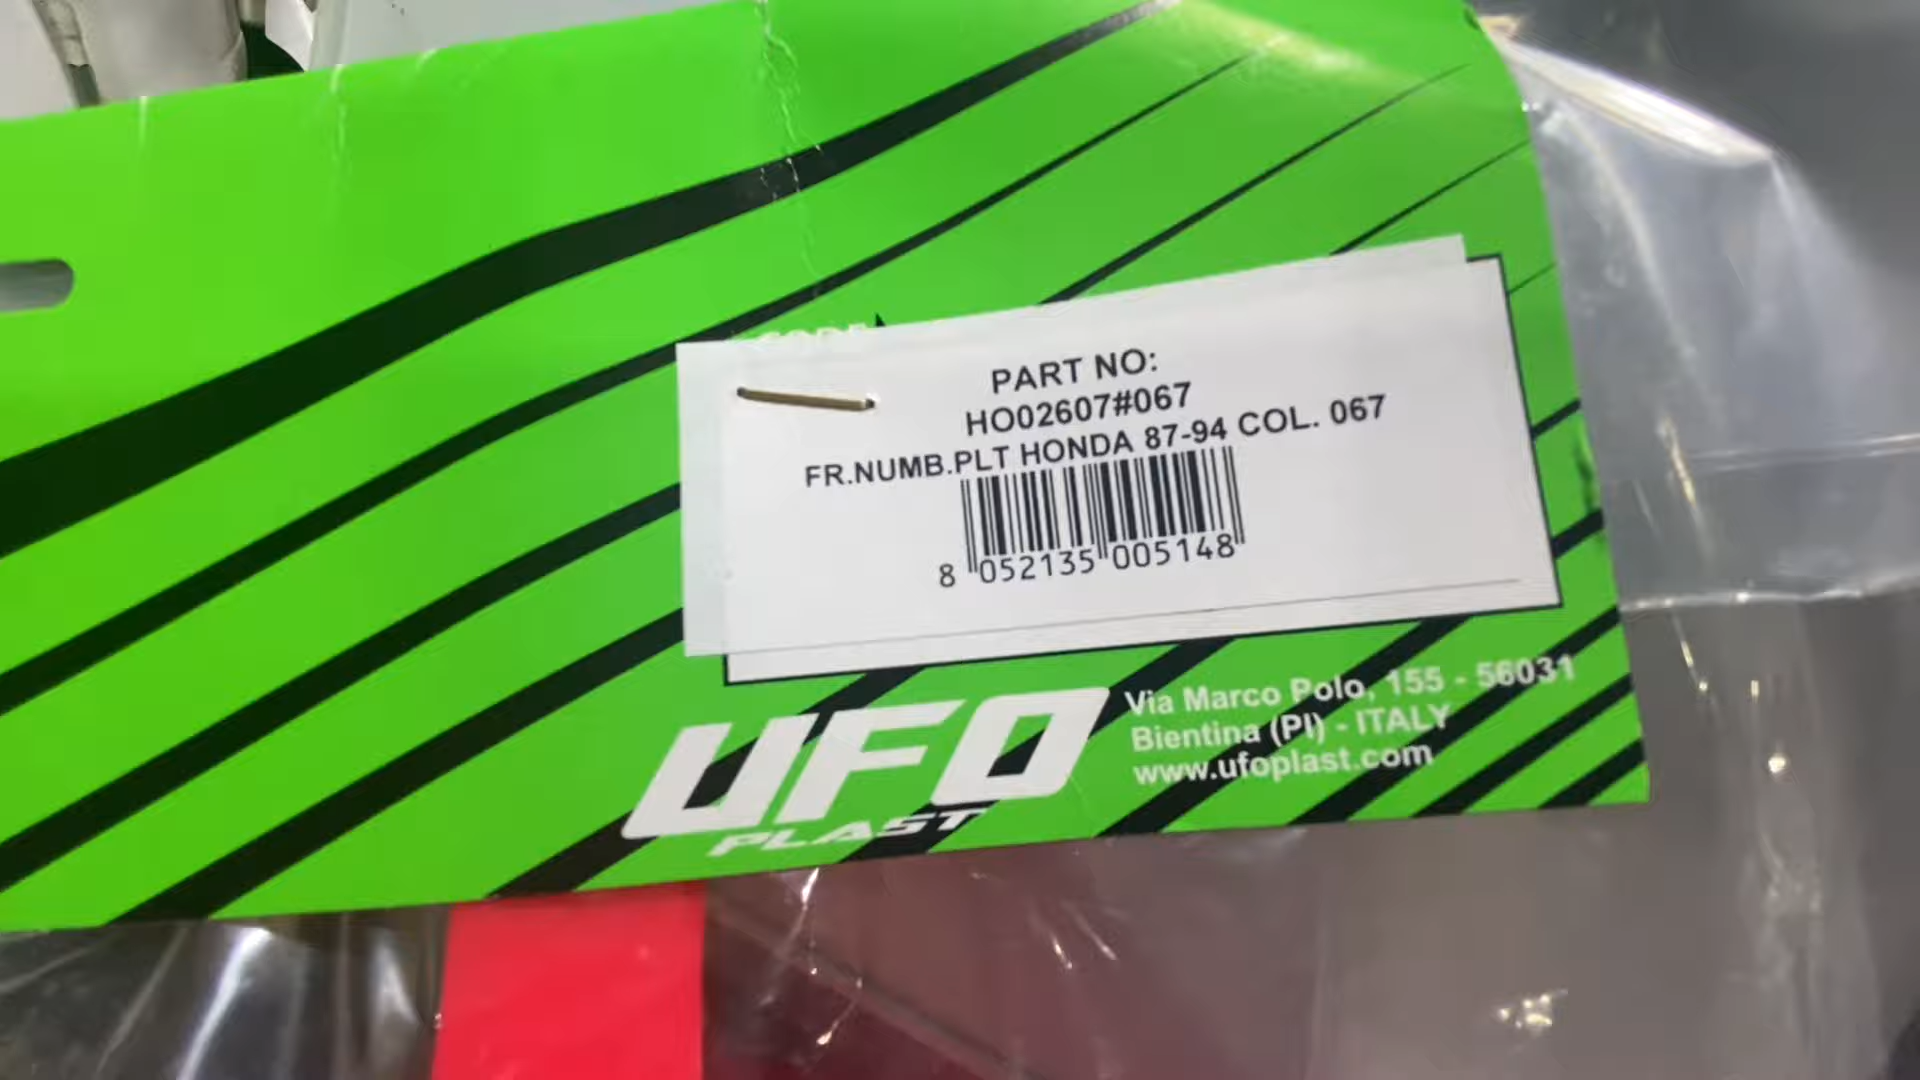 CODE
PART NO:
HO02607#067
FR.NUMB.PLT HONDA 87-94 COL. 067
8 052135 005148
UFO
PLAST
Via Marco Polo, 155 - 56031
Bientina (PI) - ITALY
www.ufoplast.com